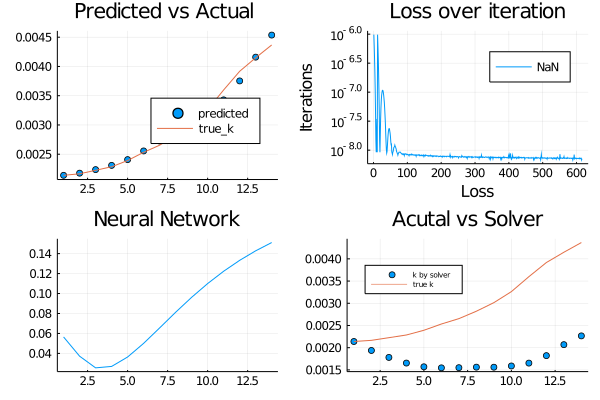 Predicted vs Actual
0.0045
0.0040
0.0035
0.0030
0.0025
predicted
true_k
2.5 5.0 7.5 10.0 12.5
Loss over iteration
10^-6.0
10^-6.5
10^-7.0
10^-7.5
10^-8.0
Iterations
NaN
0 100 200 300 400 500 600
Loss
Neural Network
0.14
0.12
0.10
0.08
0.06
0.04
2.5 5.0 7.5 10.0 12.5
Acutal vs Solver
0.0040
0.0035
0.0030
0.0025
0.0020
0.0015
k by solver
true k
2.5 5.0 7.5 10.0 12.5